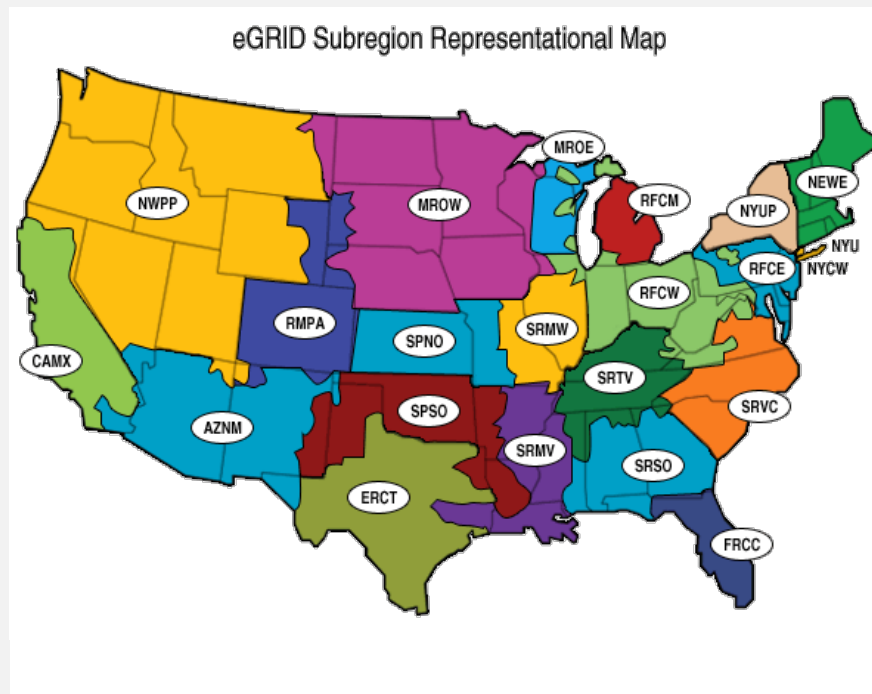 eGRID Subregion Representational Map
MROE
NEWE
NWPP
MROW
RFCM
NYUP
NYU
NYCW
RFCE
RFCW
RMPA
SRMW
SPNO
CAMX
SRTV
SRVC
SPSO
AZNM
SRMV
SRSO
ERCT
FRCC